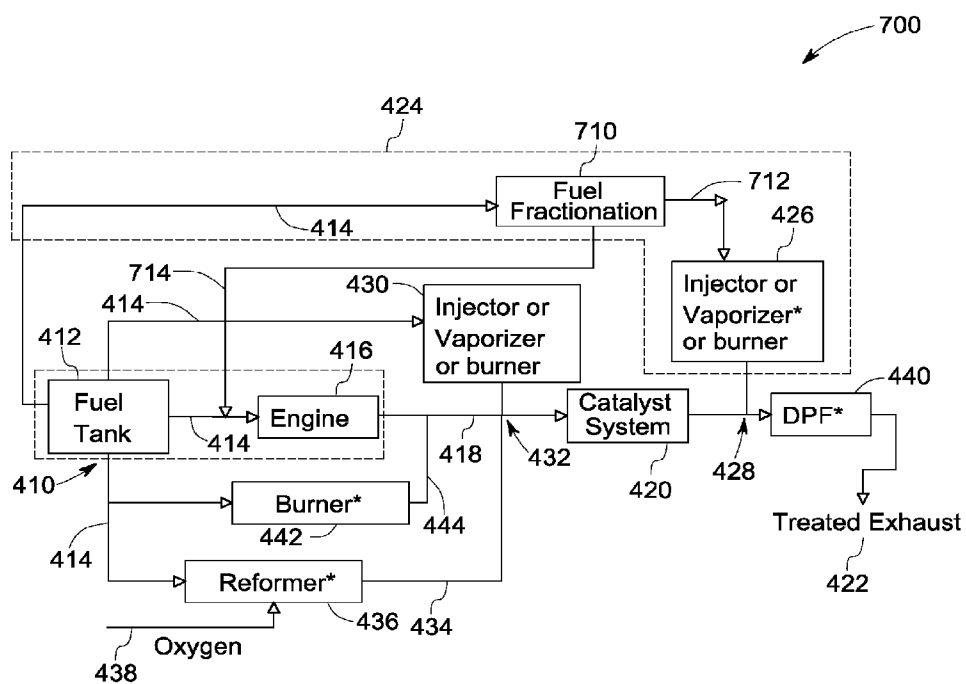 700
424
710
Fuel
Fractionation
712
414
426
714
430
Injector or
Vaporizer*
or burner
414
Injector or
Vaporizer
or burner
412
416
440
Fuel
Tank
Engine
Catalyst
System
DPF*
414
418
432
428
410
420
Burner*
444
442
Treated Exhaust
414
422
Reformer*
436
434
Oxygen
438